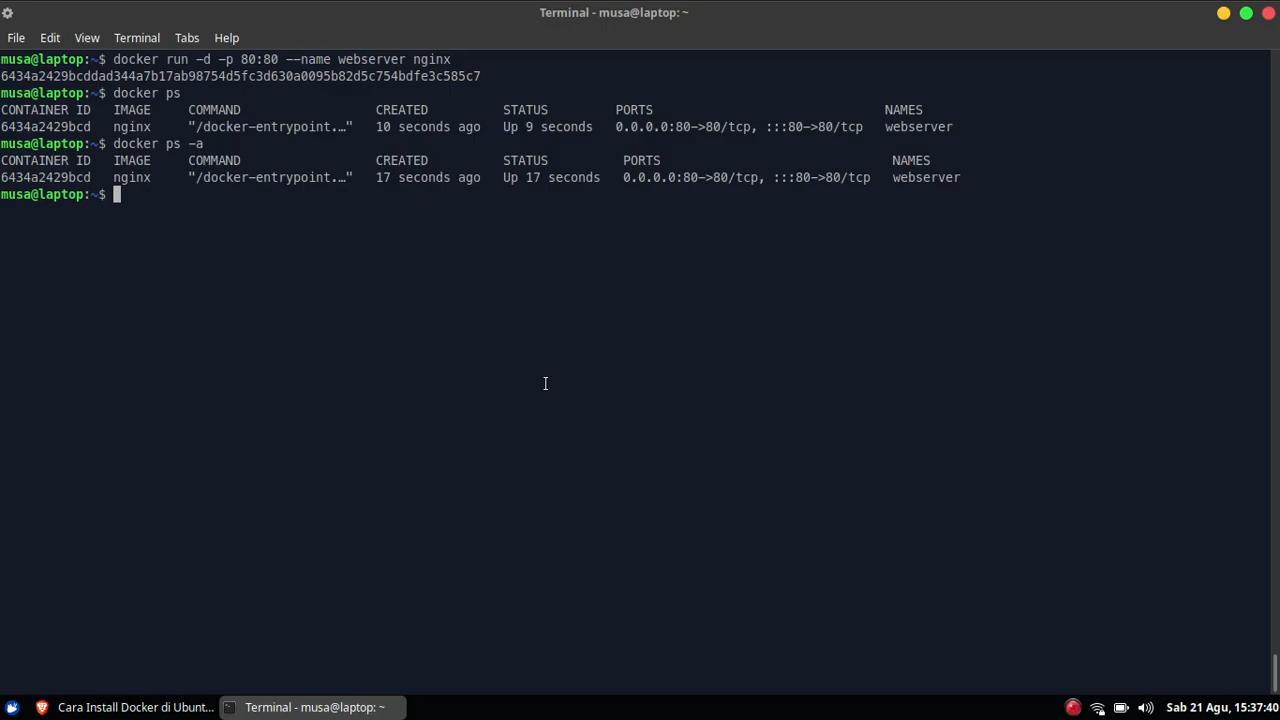 Terminal - musa@laptop: ~
File Edit View Terminal Tabs Help
musa@laptop:~$ docker run -d -p 80:80 --name webserver nginx
6434a2429bcddad344a7b17ab98754d5fc3d630a0095b82d5c754bdfe3c585c7
musa@laptop:~$ docker ps
CONTAINER ID   IMAGE     COMMAND                  CREATED          STATUS         PORTS                               NAMES
6434a2429bcd   nginx     "/docker-entrypoint.…"   10 seconds ago   Up 9 seconds   0.0.0.0:80->80/tcp, :::80->80/tcp   webserver
musa@laptop:~$ docker ps -a
CONTAINER ID   IMAGE     COMMAND                  CREATED          STATUS          PORTS                               NAMES
6434a2429bcd   nginx     "/docker-entrypoint.…"   17 seconds ago   Up 17 seconds   0.0.0.0:80->80/tcp, :::80->80/tcp   webserver
musa@laptop:~$
Cara Install Docker di Ubunt... Terminal - musa@laptop: ~ Sab 21 Agu, 15:37:40